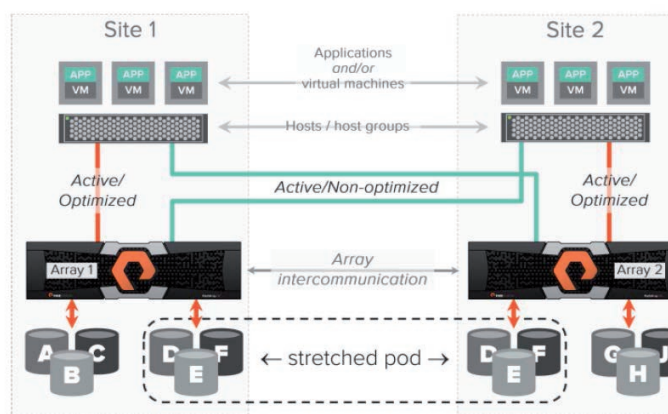 Site 1
Site 2
Applications
and/or
virtual machines
APP APP APP
VM VM VM
APP APP APP
VM VM VM
Hosts / host groups
Active/
Optimized
Active/Non-optimized
Active/
Optimized
Array 1
Array
intercommunication
Array 2
A C
B
D F
E
← stretched pod →
D F
E
G J
H